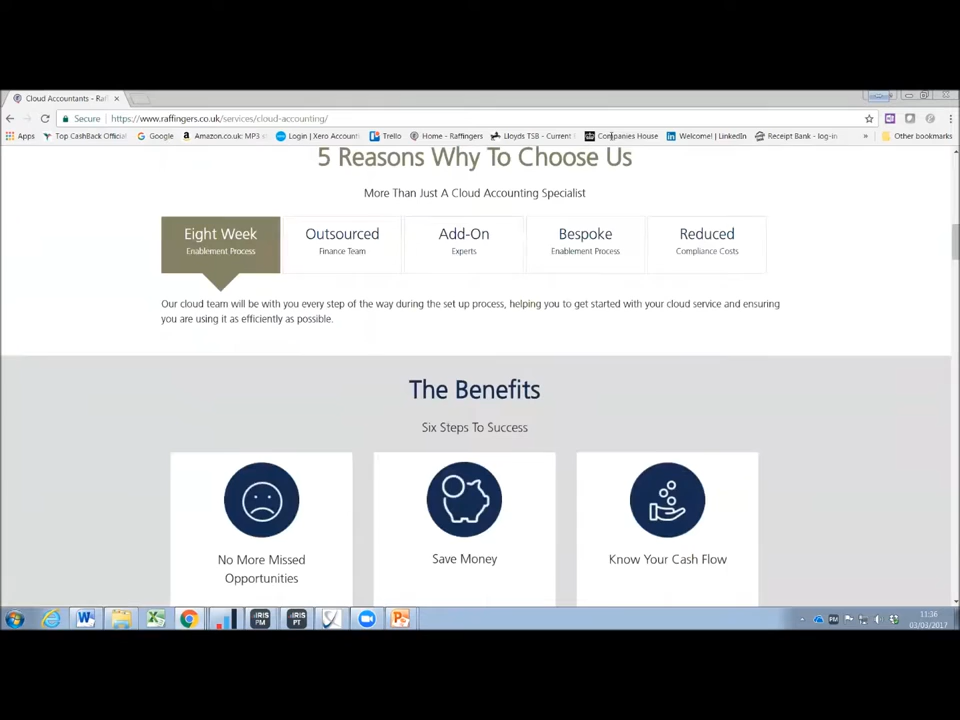 Cloud Accountants - Raf
Secure
https://www.raffingers.co.uk/services/cloud-accounting/
Apps
Top CashBack Official
Google
Amazon.co.uk: MP3
Login | Xero Account
Trello
Home - Raffingers
Lloyds TSB - Current
Companies House
Welcome! | LinkedIn
Receipt Bank - log-in
»
Other bookmarks
5 Reasons Why To Choose Us
More Than Just A Cloud Accounting Specialist
Eight Week
Enablement Process
Outsourced
Finance Team
Add-On
Experts
Bespoke
Enablement Process
Reduced
Compliance Costs
Our cloud team will be with you every step of the way during the set up process, helping you to get started with your cloud service and ensuring
you are using it as efficiently as possible.
The Benefits
Six Steps To Success
No More Missed
Opportunities
Save Money
Know Your Cash Flow
IRIS
PM
IRIS
PT
PM
11:36
03/03/2017